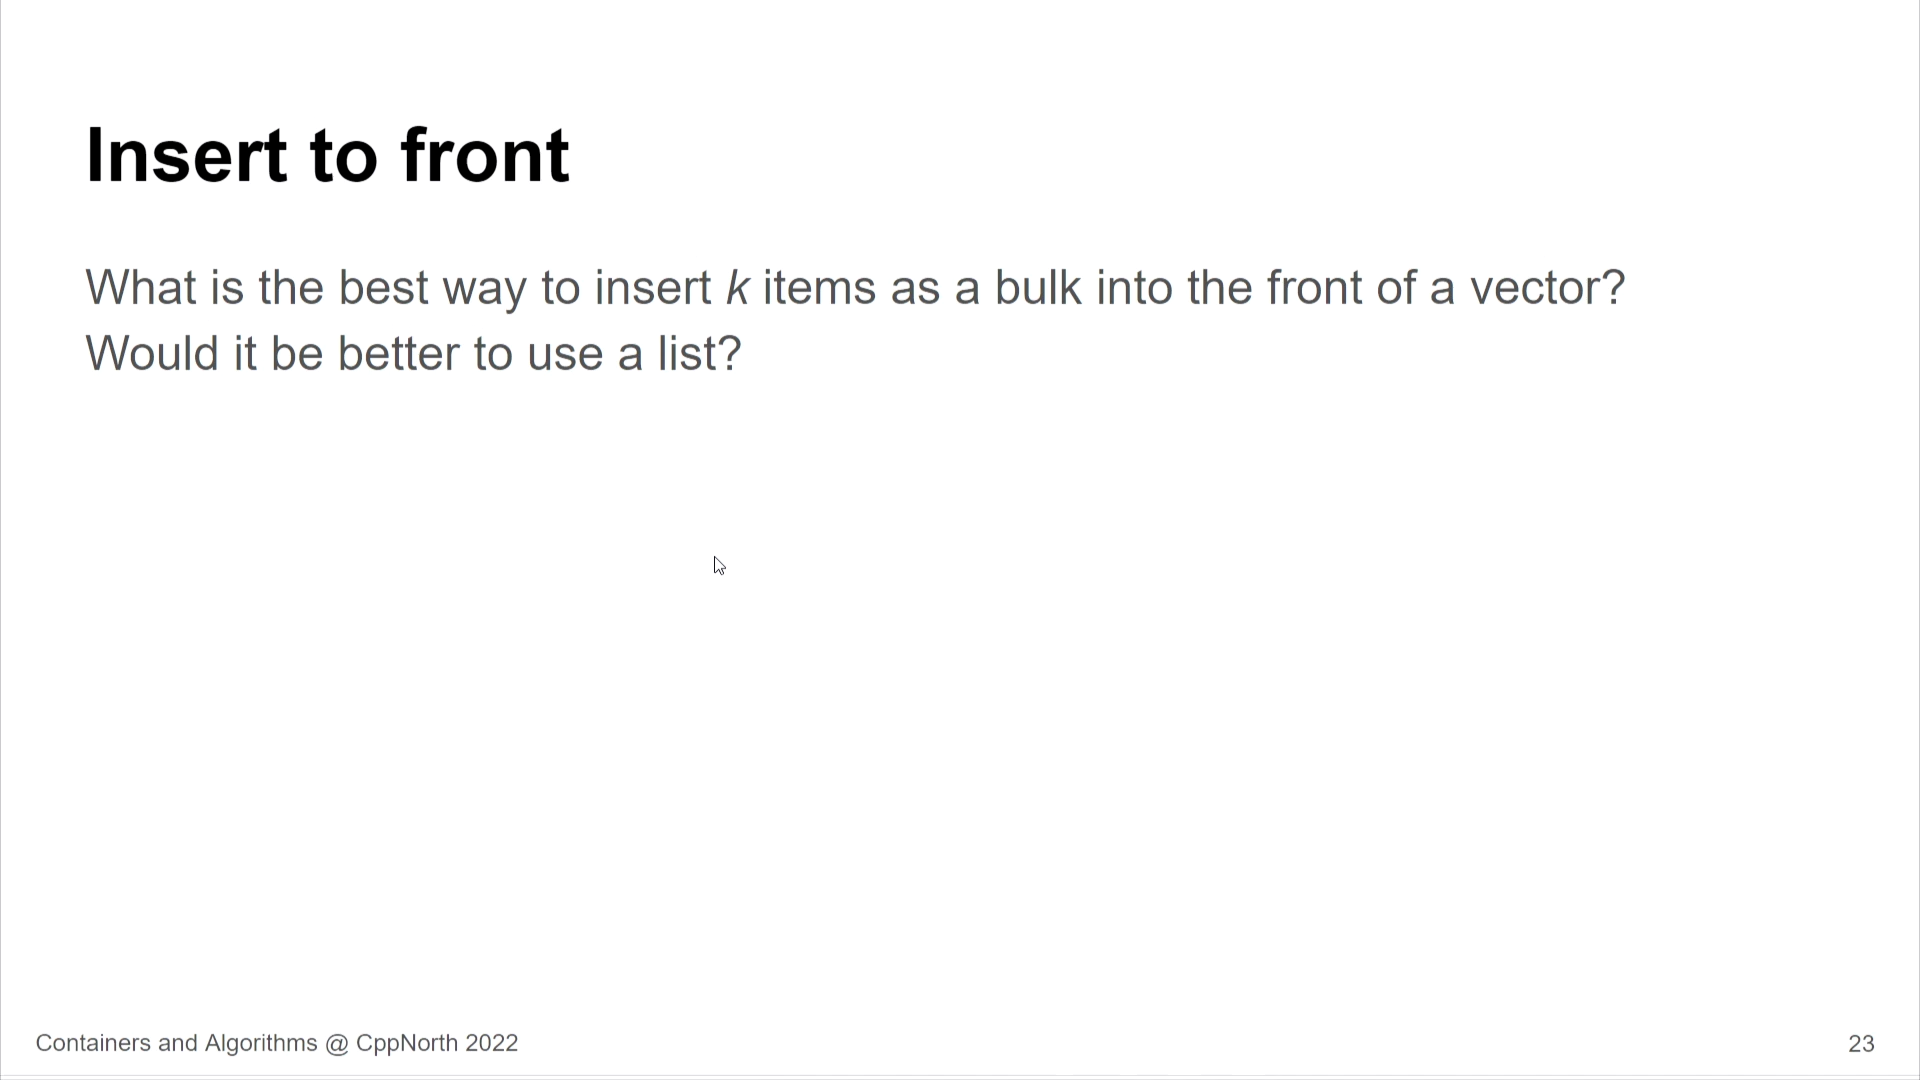 Insert to front
What is the best way to insert k items as a bulk into the front of a vector?
Would it be better to use a list?
Containers and Algorithms @ CppNorth 2022
23